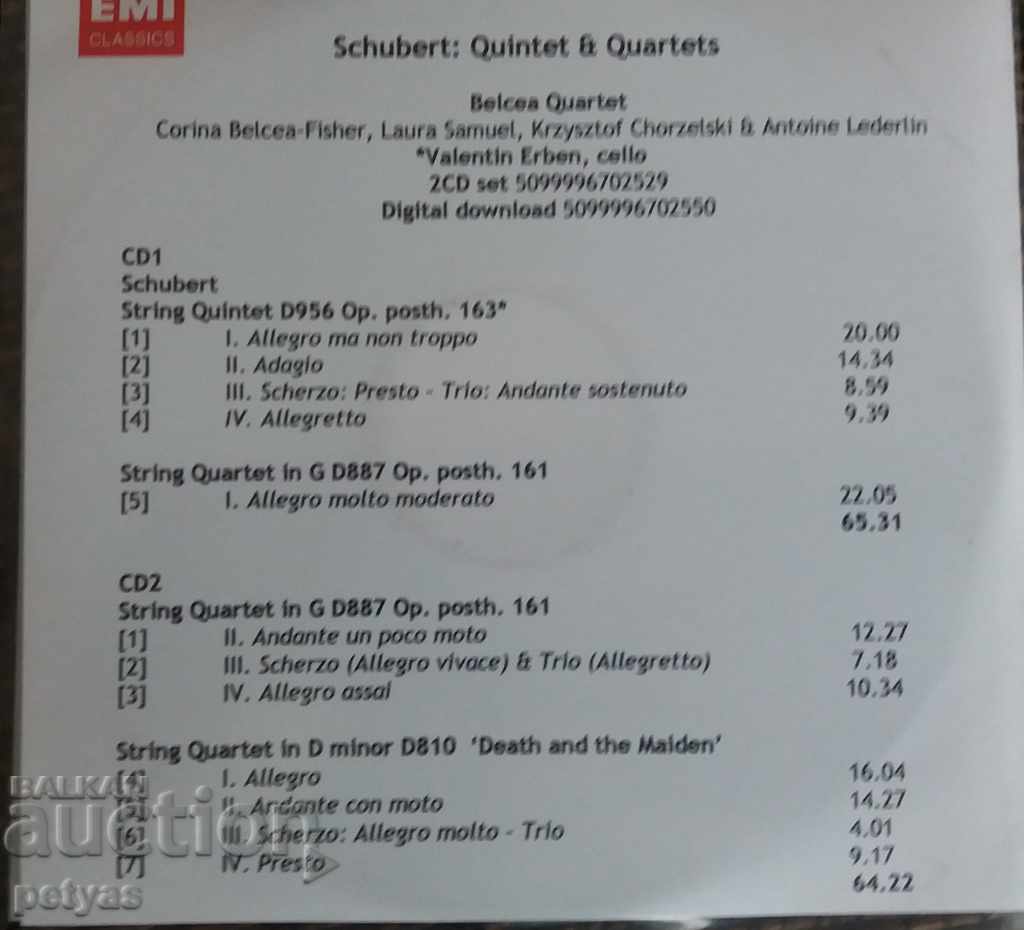 EMI
CLASSICS
Schubert: Quintet & Quartets
Belcea Quartet
Corina Belcea-Fisher, Laura Samuel, Krzysztof Chorzelski & Antoine Lederlin
*Valentin Erben, cello
2CD set 5099996702529
Digital download 5099996702550
CD1
Schubert
String Quintet D956 Op. posth. 163*
[1] I. Allegro ma non troppo 20.00
[2] II. Adagio 14.34
[3] III. Scherzo: Presto - Trio: Andante sostenuto 8.59
[4] IV. Allegretto 9.39
String Quartet in G D887 Op. posth. 161
[5] I. Allegro molto moderato 22.05
65.31
CD2
String Quartet in G D887 Op. posth. 161
[1] II. Andante un poco moto 12.27
[2] III. Scherzo (Allegro vivace) & Trio (Allegretto) 7.18
[3] IV. Allegro assai 10.34
String Quartet in D minor D810 'Death and the Maiden'
[4] I. Allegro 16.04
[5] II. Andante con moto 14.27
[6] III. Scherzo: Allegro molto - Trio 4.01
[7] IV. Presto 9.17
64.22
BALKAN
auction
petyas